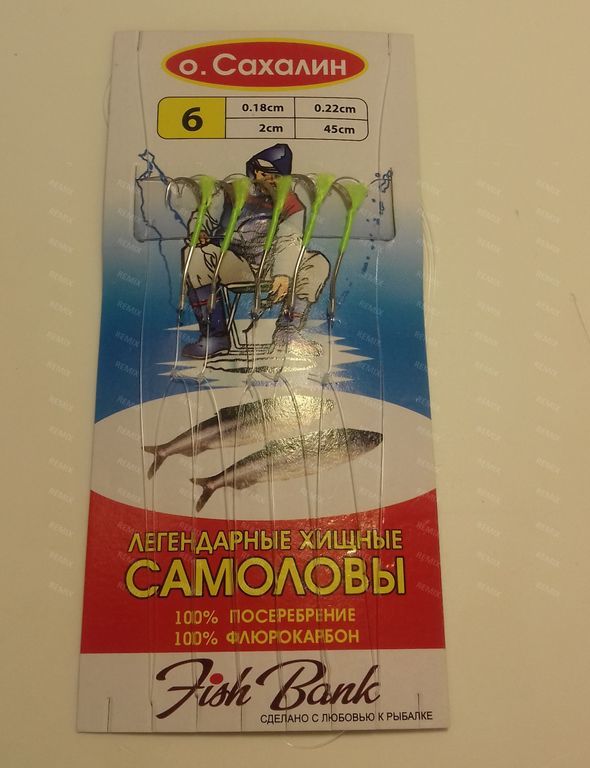 о. Сахалин
6 0.18cm 0.22cm
2cm 45cm
ЛЕГЕНДАРНЫЕ ХИЩНЫЕ
САМОЛОВЫ
100% ПОСЕРЕБРЕНИЕ
100% ФЛЮРОКАРБОН
Fish Bank
СДЕЛАНО С ЛЮБОВЬЮ К РЫБАЛКЕ
REMIX